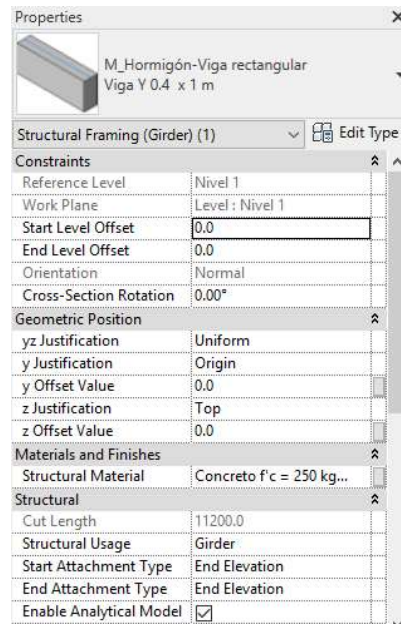 Properties
M_Hormigón-Viga rectangular
Viga Y 0.4 x 1 m
Structural Framing (Girder) (1) Edit Type
Constraints
Reference Level Nivel 1
Work Plane Level : Nivel 1
Start Level Offset 0.0
End Level Offset 0.0
Orientation Normal
Cross-Section Rotation 0.00°
Geometric Position
yz Justification Uniform
y Justification Origin
y Offset Value 0.0
z Justification Top
z Offset Value 0.0
Materials and Finishes
Structural Material Concreto f'c = 250 kg...
Structural
Cut Length 11200.0
Structural Usage Girder
Start Attachment Type End Elevation
End Attachment Type End Elevation
Enable Analytical Model